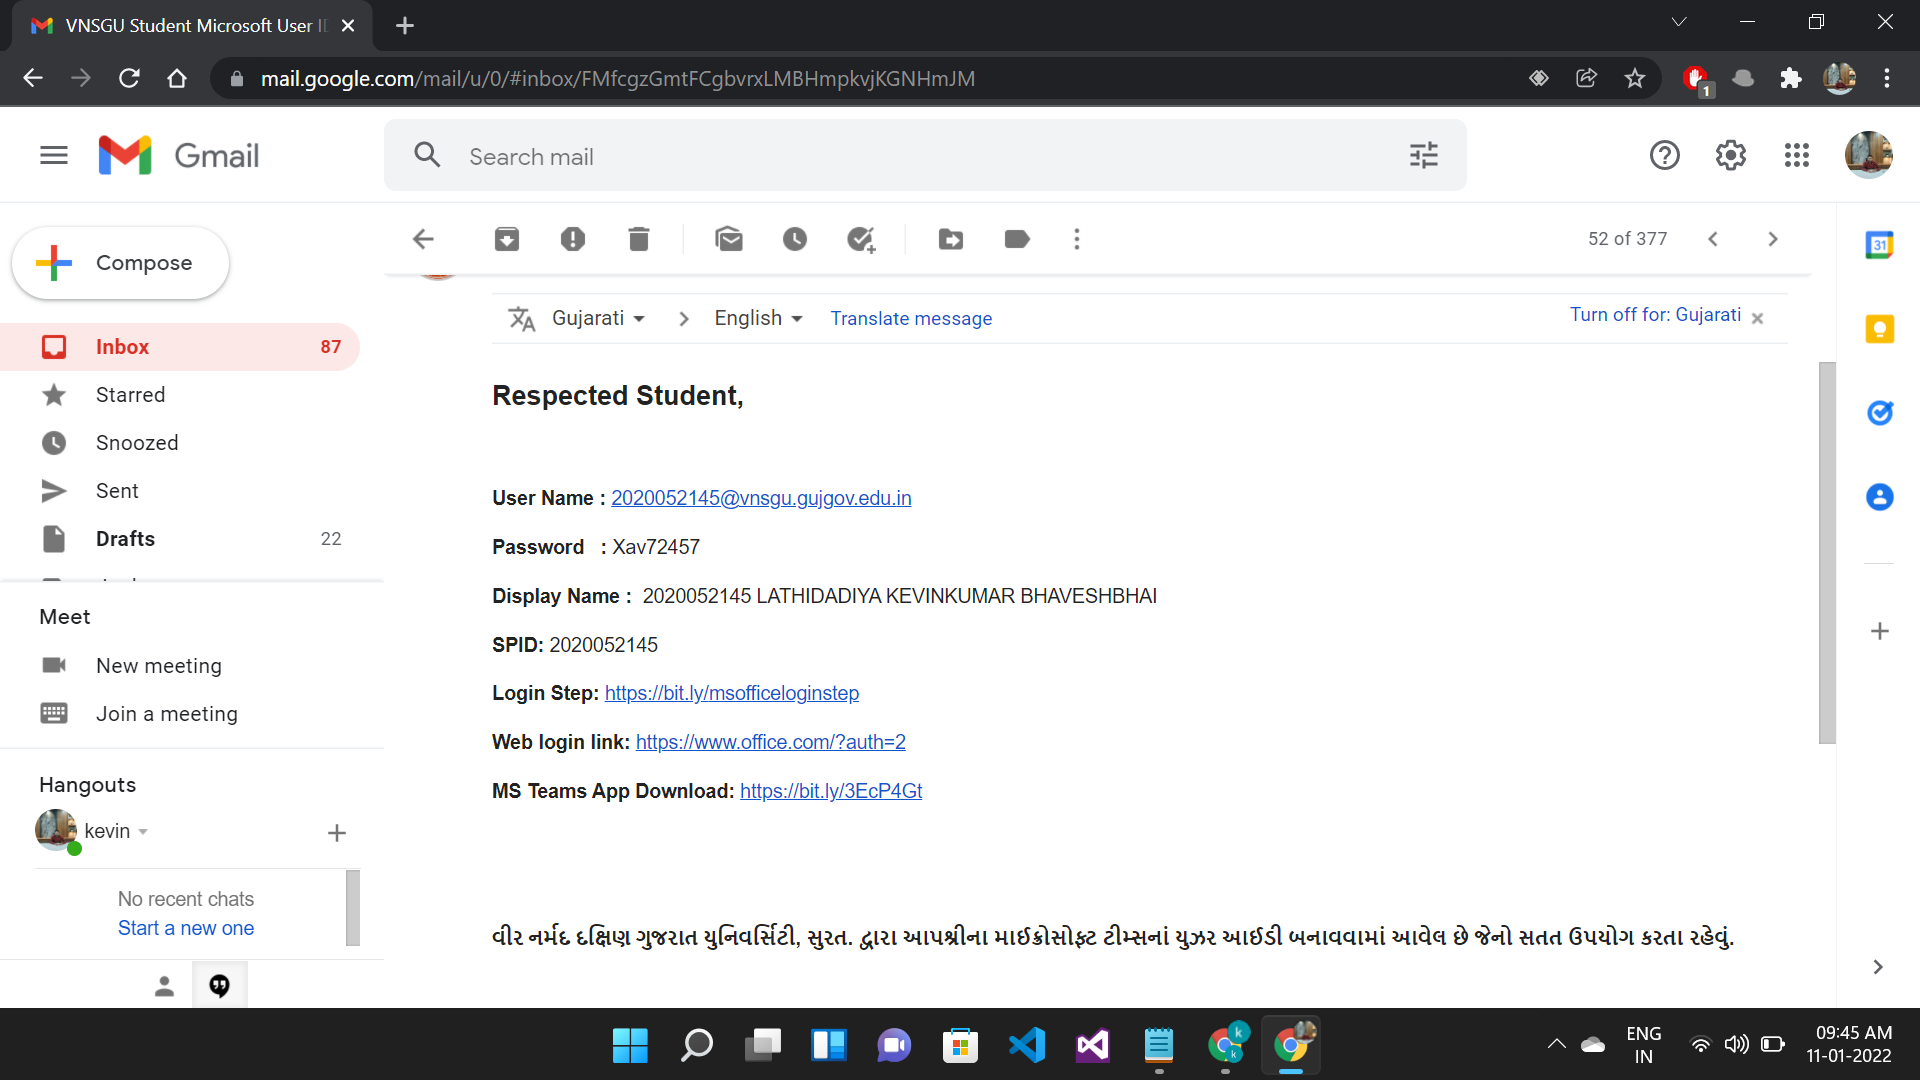 VNSGU Student Microsoft User
mail.google.com/mail/u/0/#inbox/FMfcgzGmtFCgbvrxLMBHmpkvjKGNHmJM
1
Gmail
Search mail
Compose
52 of 377
31
Gujarati
English
Translate message
Turn off for: Gujarati
Inbox 87
Starred
Snoozed
Sent
Drafts 22
Meet
New meeting
Join a meeting
Hangouts
kevin
No recent chats
Start a new one
Respected Student,
User Name : 2020052145@vnsgu.gujgov.edu.in
Password : Xav72457
Display Name : 2020052145 LATHIDADIYA KEVINKUMAR BHAVESHBHAI
SPID: 2020052145
Login Step: https://bit.ly/msofficeloginstep
Web login link: https://www.office.com/?auth=2
MS Teams App Download: https://bit.ly/3EcP4Gt
વીર નર્મદ દક્ષિણ ગુજરાત યુનિવર્સિટી, સુરત. દ્વારા આપશ્રીના માઈક્રોસોફ્ટ ટીમ્સનાં યુઝર આઈડી બનાવવામાં આવેલ છે જેનો સતત ઉપયોગ કરતા રહેવું.
k
k
ENG
IN
09:45 AM
11-01-2022